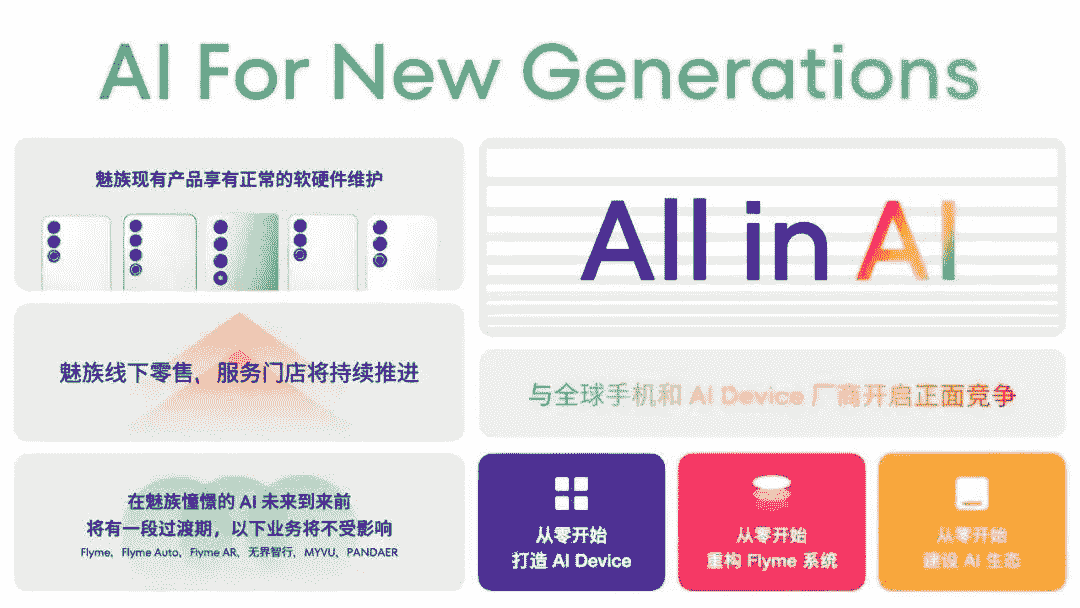 AI For New Generations
魅族现有产品享有正常的软硬件维护
魅族线下零售、服务门店将持续推进
在魅族憧憬的 AI 未来到来前
将有一段过渡期，以下业务将不受影响
Flyme、Flyme Auto、Flyme AR、无界智行、MYVU、PANDAER
All in AI
与全球手机和 AI Device 厂商开启正面竞争
从零开始
打造 AI Device
从零开始
重构 Flyme 系统
从零开始
建设 AI 生态